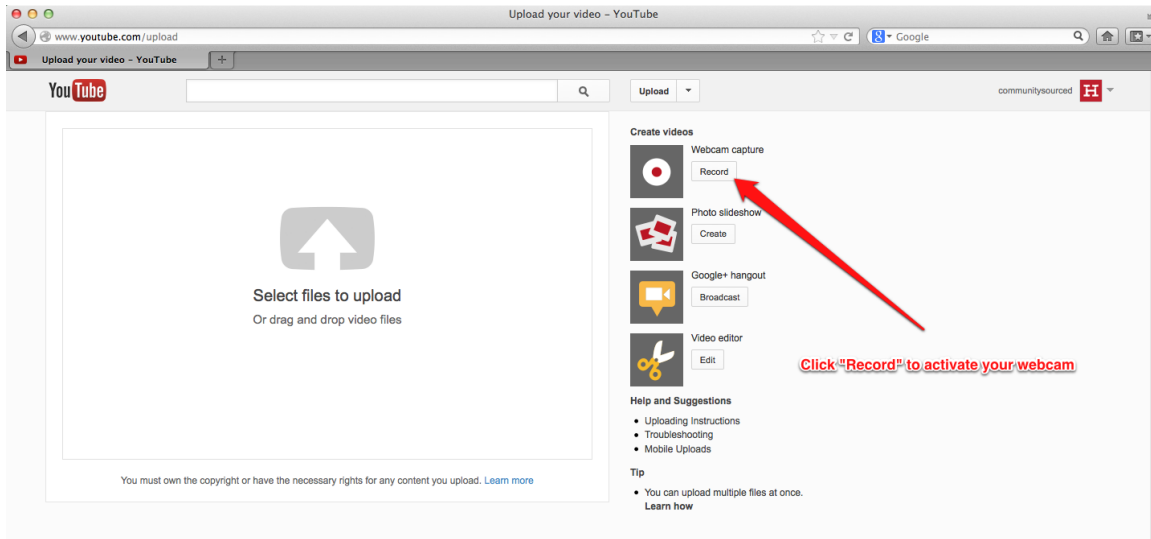 Upload your video - YouTube
www.youtube.com/upload
Google
Upload your video - YouTube
YouTube
Upload
communitysourced
H
Select files to upload
Or drag and drop video files
You must own the copyright or have the necessary rights for any content you upload. Learn more
Create videos
Webcam capture
Record
Photo slideshow
Create
Google+ hangout
Broadcast
Video editor
Edit
Click "Record" to activate your webcam
Help and Suggestions
• Uploading Instructions
• Troubleshooting
• Mobile Uploads
Tip
• You can upload multiple files at once.
Learn how